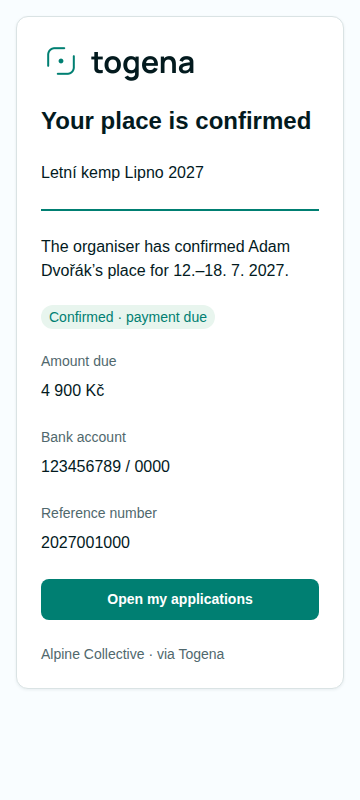 togena
Your place is confirmed
Letní kemp Lipno 2027
The organiser has confirmed Adam
Dvořák’s place for 12.–18. 7. 2027.
Confirmed · payment due
Amount due
4 900 Kč
Bank account
123456789 / 0000
Reference number
2027001000
Open my applications
Alpine Collective · via Togena